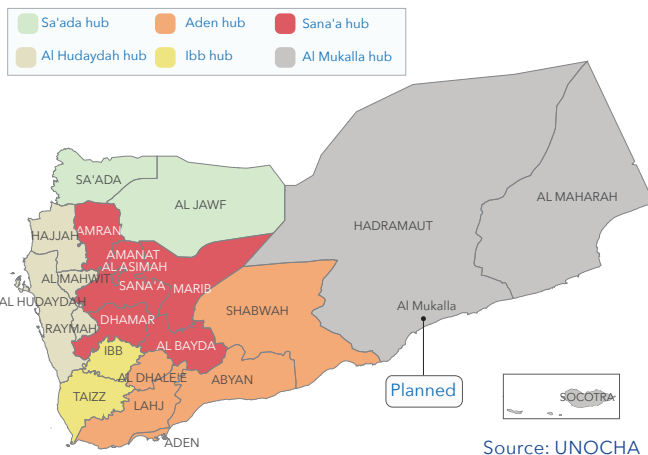 Sa'ada hub
Aden hub
Sana'a hub
Al Hudaydah hub
Ibb hub
Al Mukalla hub
SA'ADA
AL JAWF
AL MAHARAH
HADRAMAUT
HAJJAH
AMRAN
AMANAT
AL ASIMAH
AL MAHWIT
SANA'A
MARIB
AL HUDAYDAH
Al Mukalla
SHABWAH
RAYMAH
DHAMAR
IBB
AL BAYDA
AL DHALE'E
ABYAN
Planned
TAIZZ
LAHJ
SOCOTRA
ADEN
Source: UNOCHA